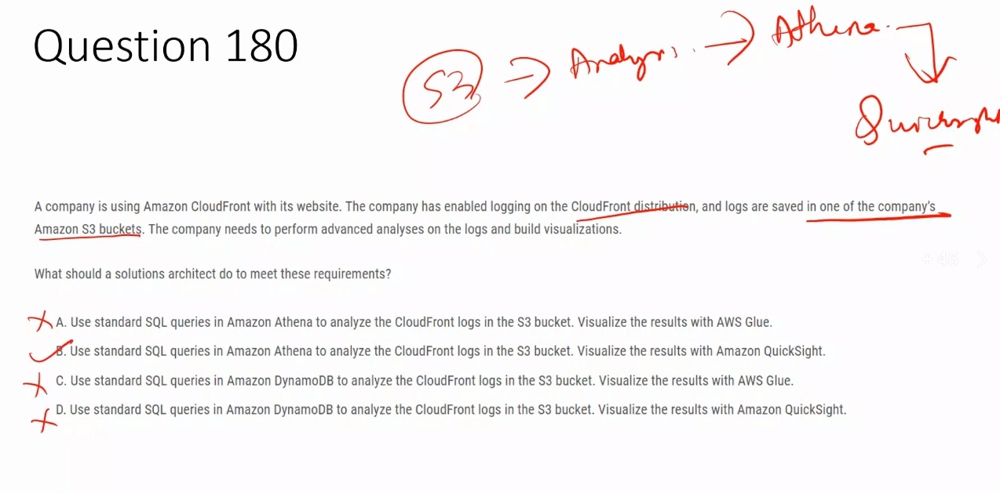 Question 180
S3 → Analysis → Athena
Quicksight
A company is using Amazon CloudFront with its website. The company has enabled logging on the CloudFront distribution, and logs are saved in one of the company's
Amazon S3 buckets. The company needs to perform advanced analyses on the logs and build visualizations.
+ 45
What should a solutions architect do to meet these requirements?
A. Use standard SQL queries in Amazon Athena to analyze the CloudFront logs in the S3 bucket. Visualize the results with AWS Glue.
B. Use standard SQL queries in Amazon Athena to analyze the CloudFront logs in the S3 bucket. Visualize the results with Amazon QuickSight.
C. Use standard SQL queries in Amazon DynamoDB to analyze the CloudFront logs in the S3 bucket. Visualize the results with AWS Glue.
D. Use standard SQL queries in Amazon DynamoDB to analyze the CloudFront logs in the S3 bucket. Visualize the results with Amazon QuickSight.